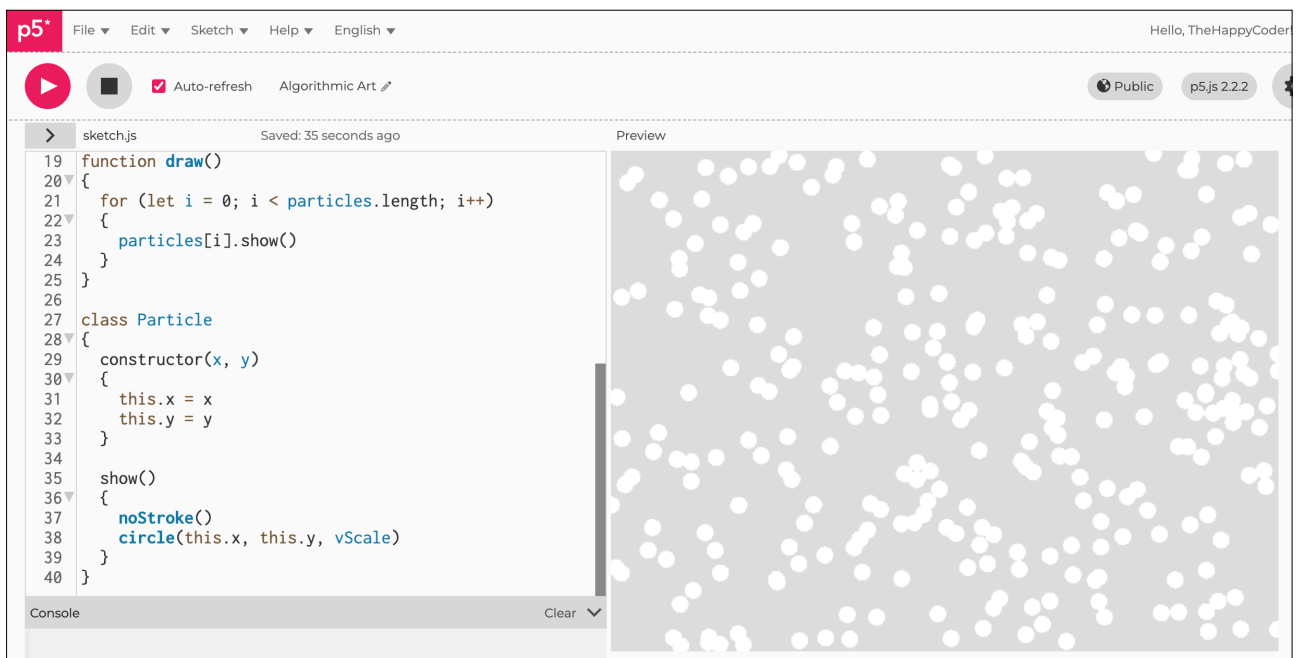 p5* File Edit Sketch Help English Hello, TheHappyCoder!
Auto-refresh Algorithmic Art Public p5.js 2.2.2
sketch.js Saved: 35 seconds ago Preview
19 function draw()
20 {
21 for (let i = 0; i < particles.length; i++)
22 {
23 particles[i].show()
24 }
25 }
26
27 class Particle
28 {
29 constructor(x, y)
30 {
31 this.x = x
32 this.y = y
33 }
34
35 show()
36 {
37 noStroke()
38 circle(this.x, this.y, vScale)
39 }
40 }
Console Clear